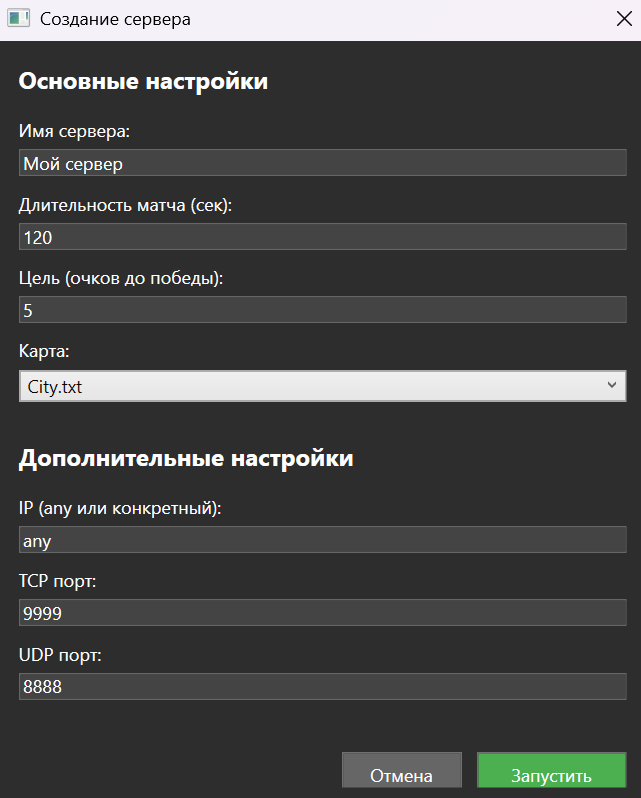 Создание сервера
Основные настройки
Имя сервера:
Мой сервер
Длительность матча (сек):
120
Цель (очков до победы):
5
Карта:
City.txt
Дополнительные настройки
IP (any или конкретный):
any
TCP порт:
9999
UDP порт:
8888
Отмена
Запустить